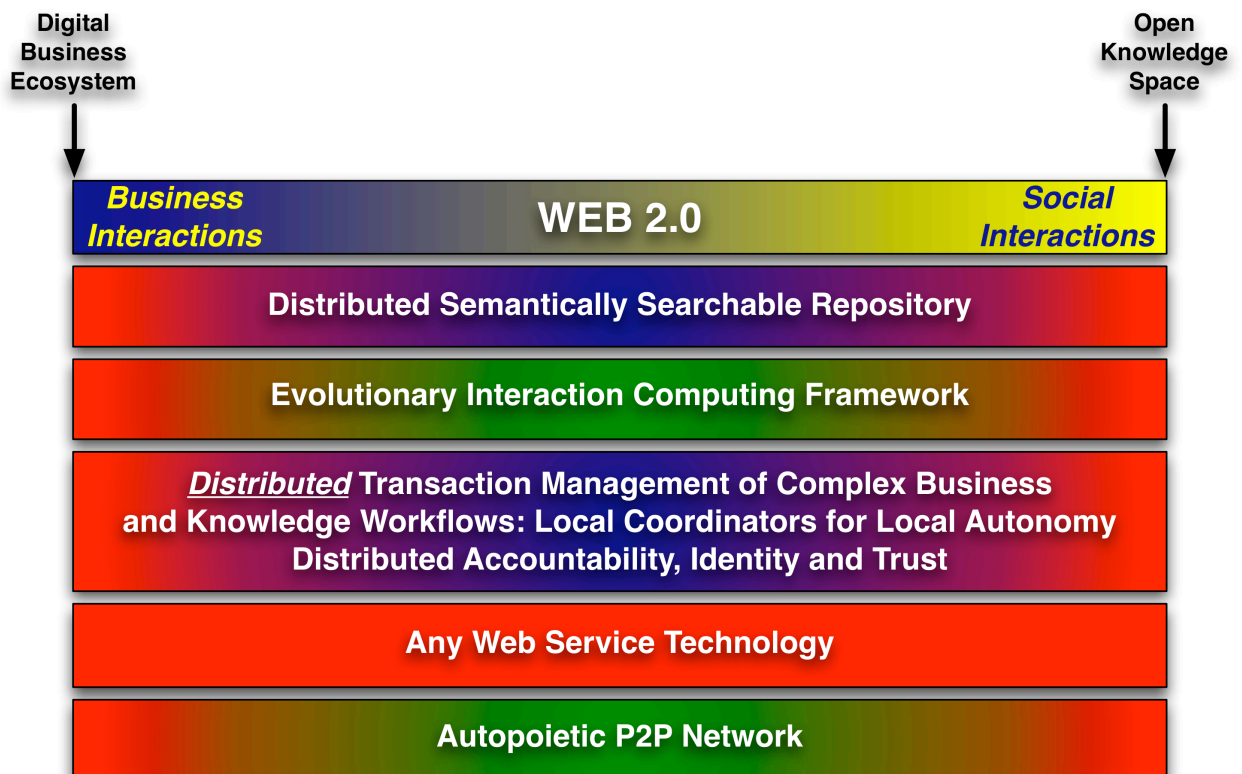 Digital
Business
Ecosystem
Open
Knowledge
Space
Business
Interactions
WEB 2.0
Social
Interactions
Distributed Semantically Searchable Repository
Evolutionary Interaction Computing Framework
Distributed Transaction Management of Complex Business
and Knowledge Workflows: Local Coordinators for Local Autonomy
Distributed Accountability, Identity and Trust
Any Web Service Technology
Autopoietic P2P Network